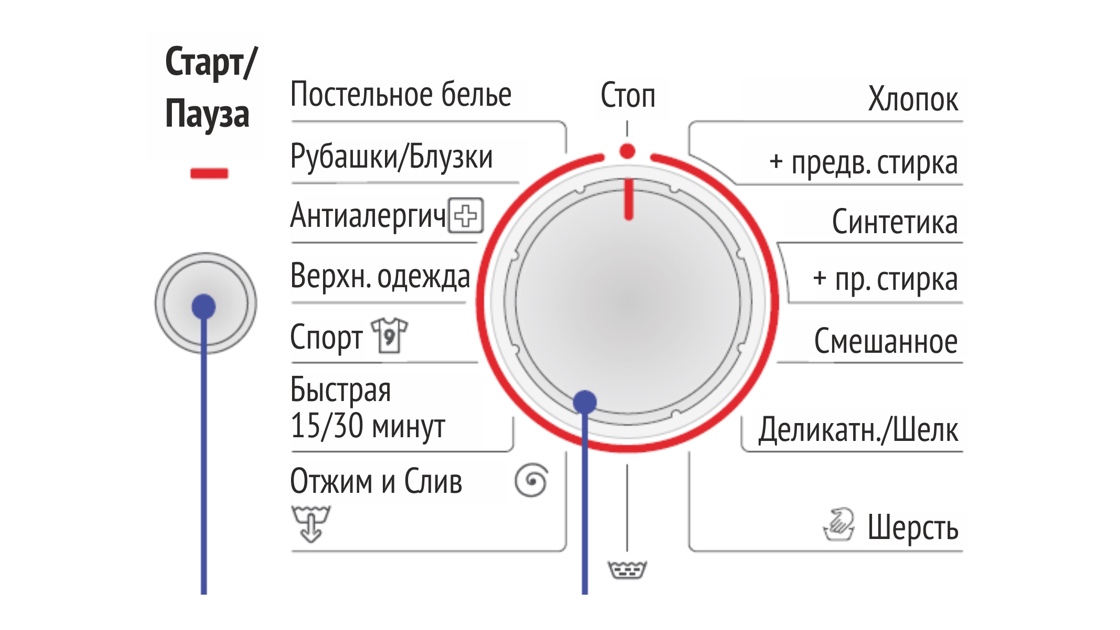 Старт/
Пауза
Постельное белье
Рубашки/Блузки
Антиалергич
Верхн. одежда
Спорт 9
Быстрая
15/30 минут
Отжим и Слив
Стоп
Хлопок
+ предв. стирка
Синтетика
+ пр. стирка
Смешанное
Деликатн./Шелк
Шерсть